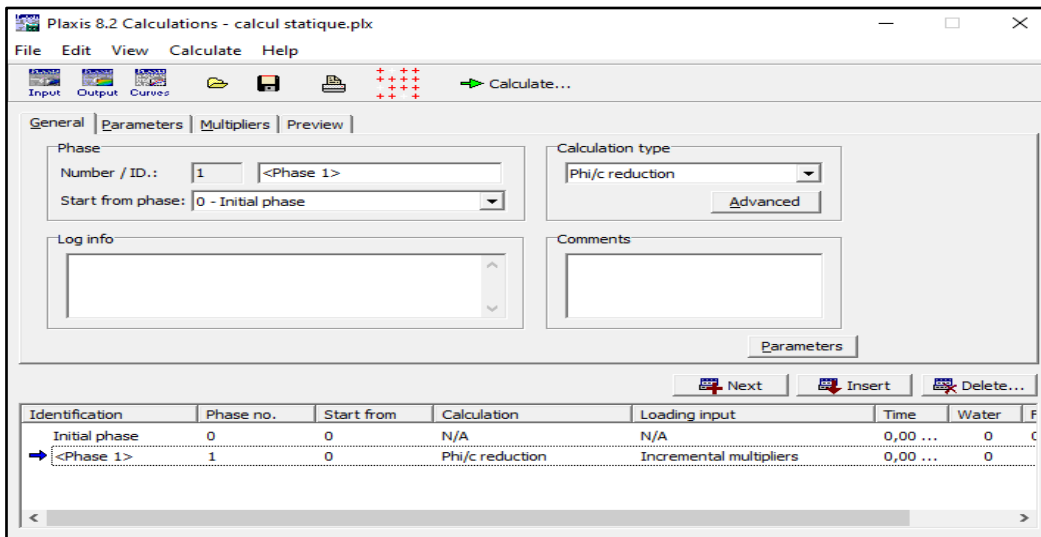 Plaxis 8.2 Calculations - calcul statique.plx
File Edit View Calculate Help
Input Output Curves Calculate...
General Parameters Multipliers Preview
Phase Calculation type
Number / ID.: 1 <Phase 1> Phi/c reduction
Start from phase: 0 - Initial phase Advanced
Log info Comments
Parameters
Next Insert Delete...
Identification Phase no. Start from Calculation Loading input Time Water F
Initial phase 0 0 N/A N/A 0,00 ... 0
<Phase 1> 1 0 Phi/c reduction Incremental multipliers 0,00 ... 0